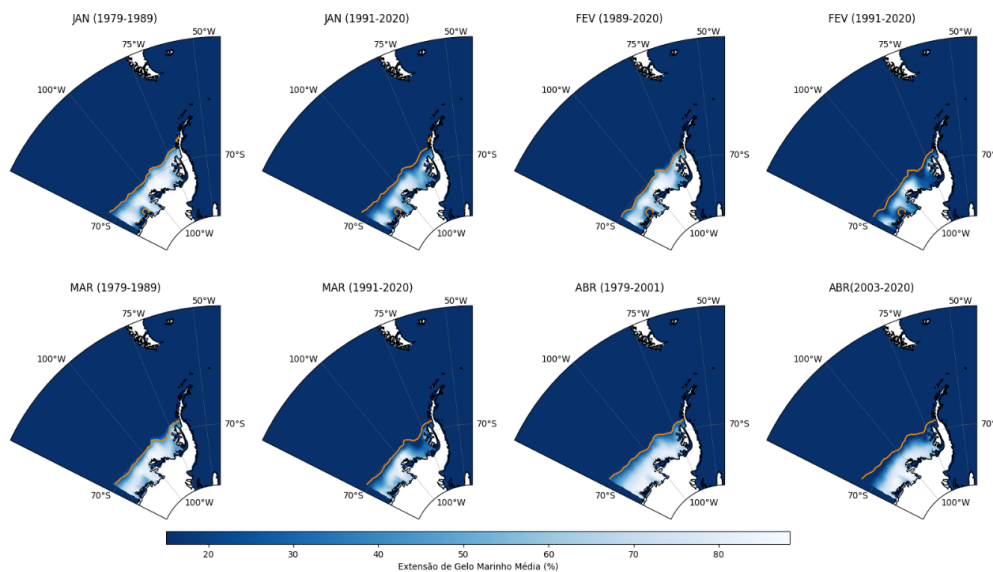 JAN (1979-1989)
JAN (1991-2020)
FEV (1989-2020)
FEV (1991-2020)
50°W
50°W
50°W
50°W
75°W
75°W
75°W
75°W
100°W
100°W
100°W
100°W
70°S
70°S
70°S
70°S
70°S
70°S
70°S
70°S
100°W
100°W
100°W
100°W
MAR (1979-1989)
MAR (1991-2020)
ABR (1979-2001)
ABR(2003-2020)
50°W
50°W
50°W
50°W
75°W
75°W
75°W
75°W
100°W
100°W
100°W
100°W
70°S
70°S
70°S
70°S
70°S
70°S
70°S
70°S
100°W
100°W
100°W
100°W
20 30 40 50 60 70 80
Extensão de Gelo Marinho Média (%)